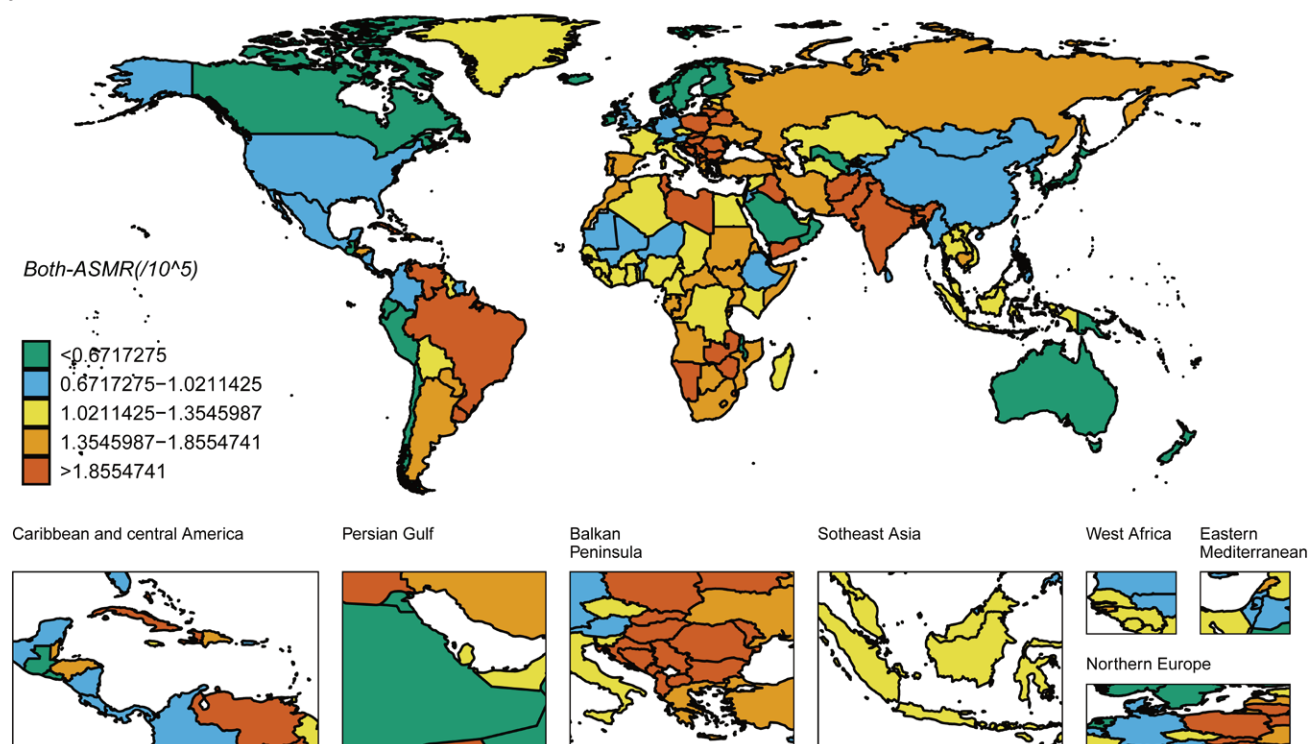 Both-ASMR(/10^5)
<0.6717275
0.6717275−1.0211425
1.0211425−1.3545987
1.3545987−1.8554741
>1.8554741
Caribbean and central America
Persian Gulf
Balkan
Peninsula
Sotheast Asia
West Africa
Eastern
Mediterranean
Northern Europe